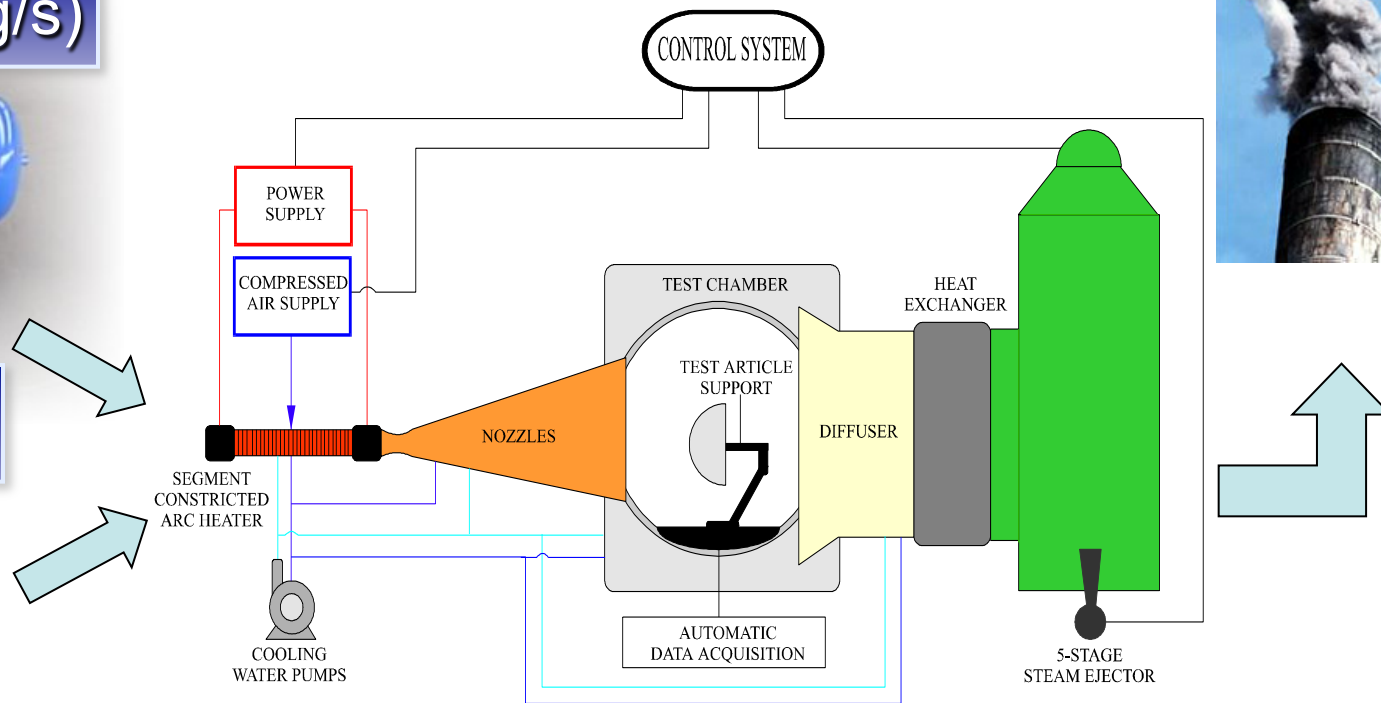 g/s)
CONTROL SYSTEM
POWER
SUPPLY
COMPRESSED
AIR SUPPLY
TEST CHAMBER
HEAT
EXCHANGER
TEST ARTICLE
SUPPORT
NOZZLES
DIFFUSER
SEGMENT
CONSTRICTED
ARC HEATER
COOLING
WATER PUMPS
AUTOMATIC
DATA ACQUISITION
5-STAGE
STEAM EJECTOR